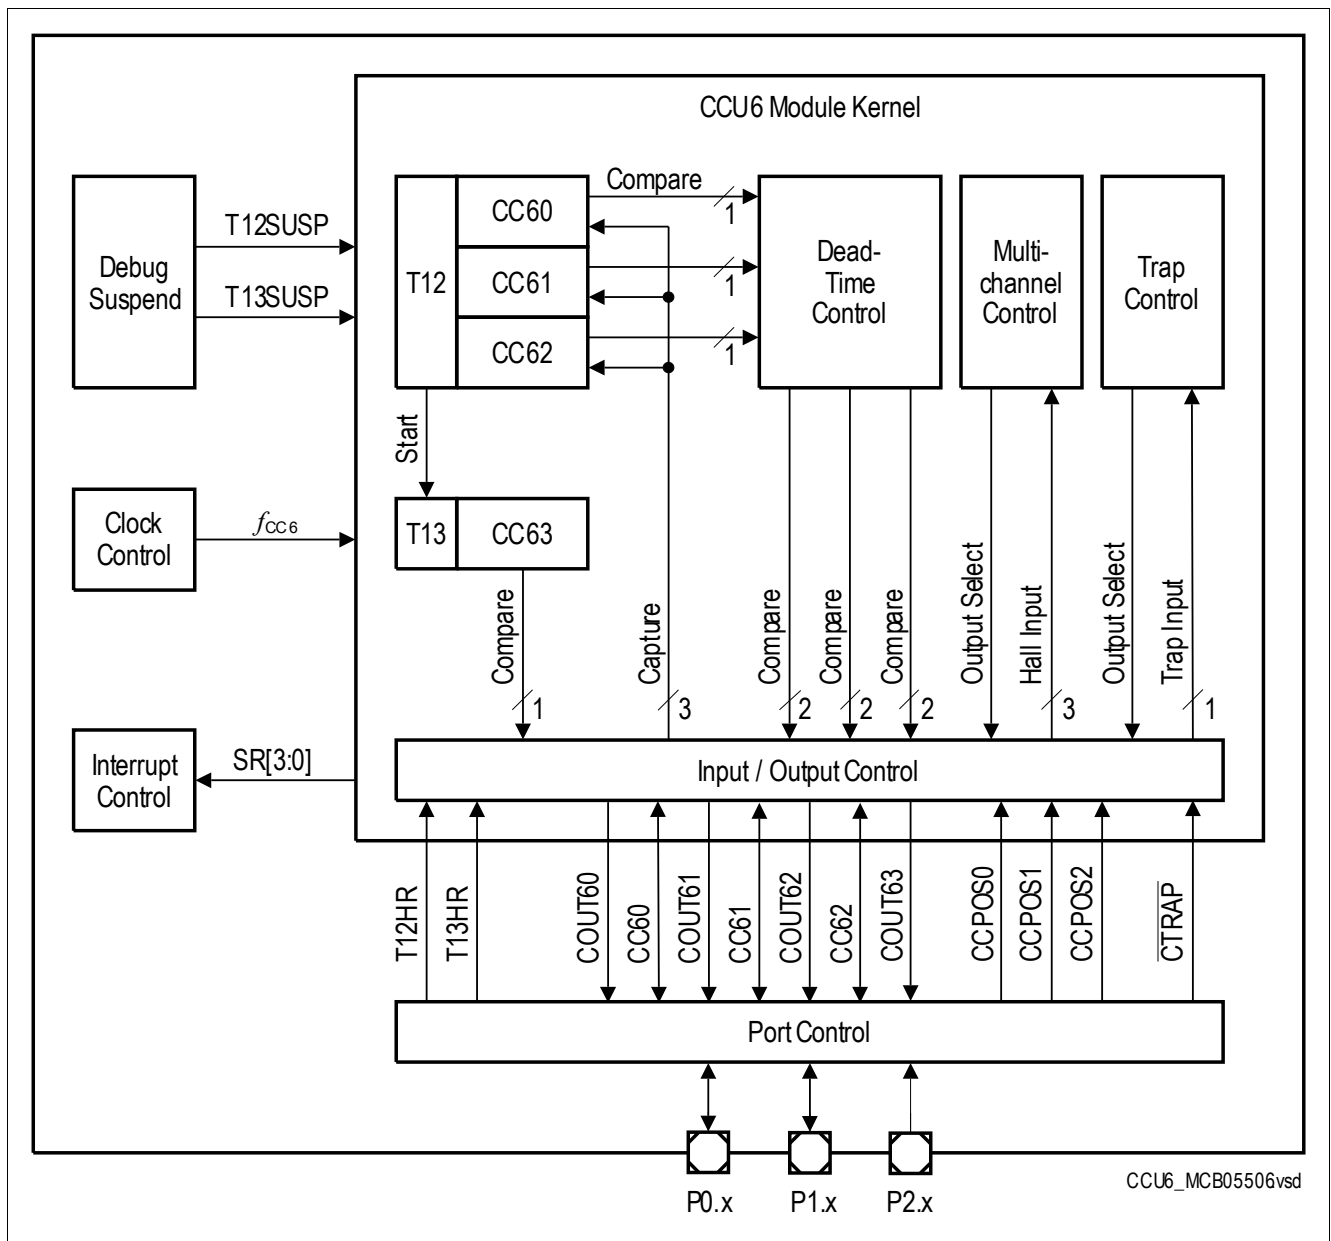 CCU6 Module Kernel
Debug
Suspend
T12SUSP
T13SUSP
T12
CC60
CC61
CC62
Compare
1
1
1
Dead-
Time
Control
Multi-
channel
Control
Trap
Control
Start
T13
CC63
Clock
Control
fCC6
Compare
1
Capture
3
Compare
2
Compare
2
Compare
2
Output Select
Hall Input
3
Output Select
Trap Input
1
Interrupt
Control
SR[3:0]
Input / Output Control
T12HR
T13HR
COUT60
CC60
COUT61
CC61
COUT62
CC62
COUT63
CCPOS0
CCPOS1
CCPOS2
CTRAP
Port Control
P0.x
P1.x
P2.x
CCU6_MCB05506.vsd